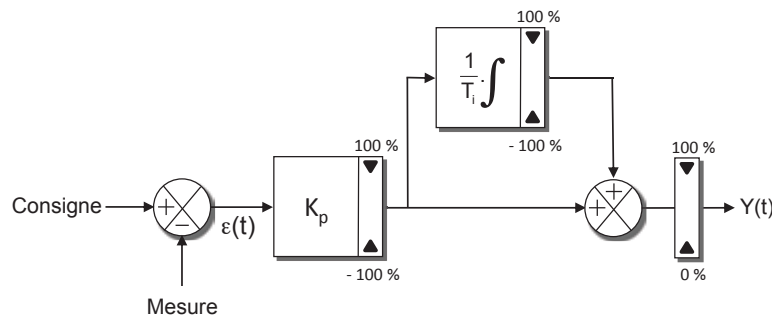 100 %
1
T_i
·∫
- 100 %
100 %
100 %
Consigne
+
−
ε(t)
K_p
+
+
Y(t)
- 100 %
0 %
Mesure